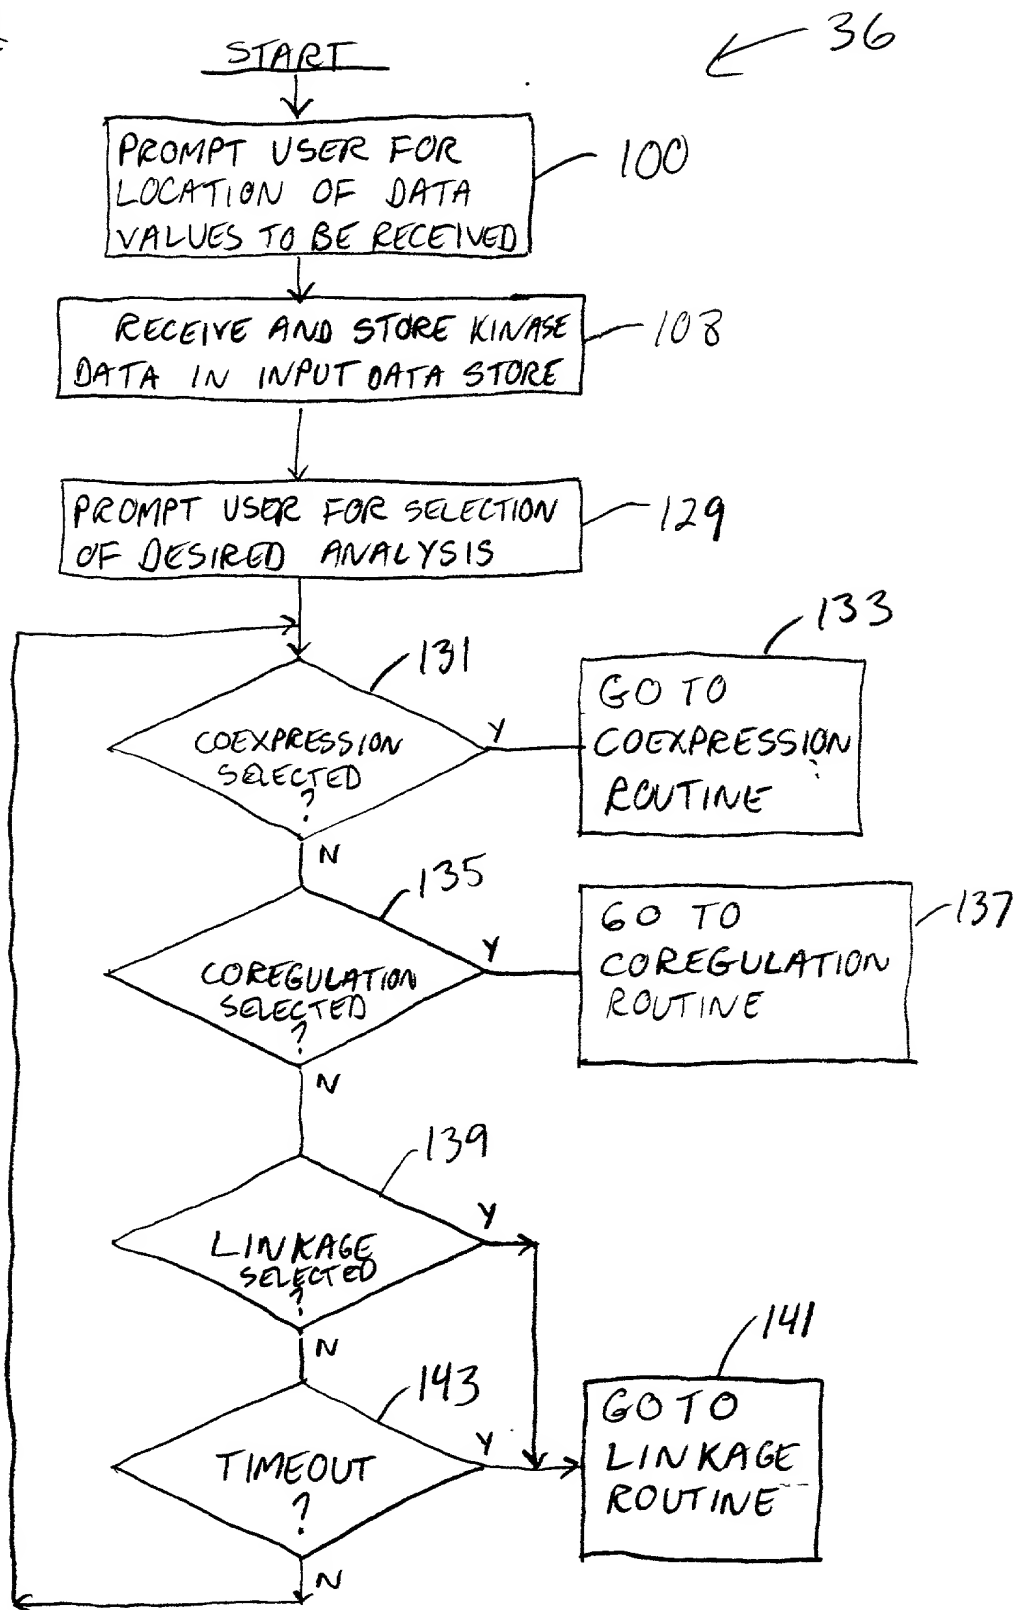 START
36
PROMPT USER FOR
LOCATION OF DATA
VALUES TO BE RECEIVED
100
RECEIVE AND STORE KINASE
DATA IN INPUT DATA STORE
108
PROMPT USER FOR SELECTION
OF DESIRED ANALYSIS
129
131
COEXPRESSION
SELECTED
?
Y
N
133
GO TO
COEXPRESSION
ROUTINE
135
COREGULATION
SELECTED
?
Y
N
137
GO TO
COREGULATION
ROUTINE
139
LINKAGE
SELECTED
?
Y
N
143
TIMEOUT
?
Y
N
141
GO TO
LINKAGE
ROUTINE